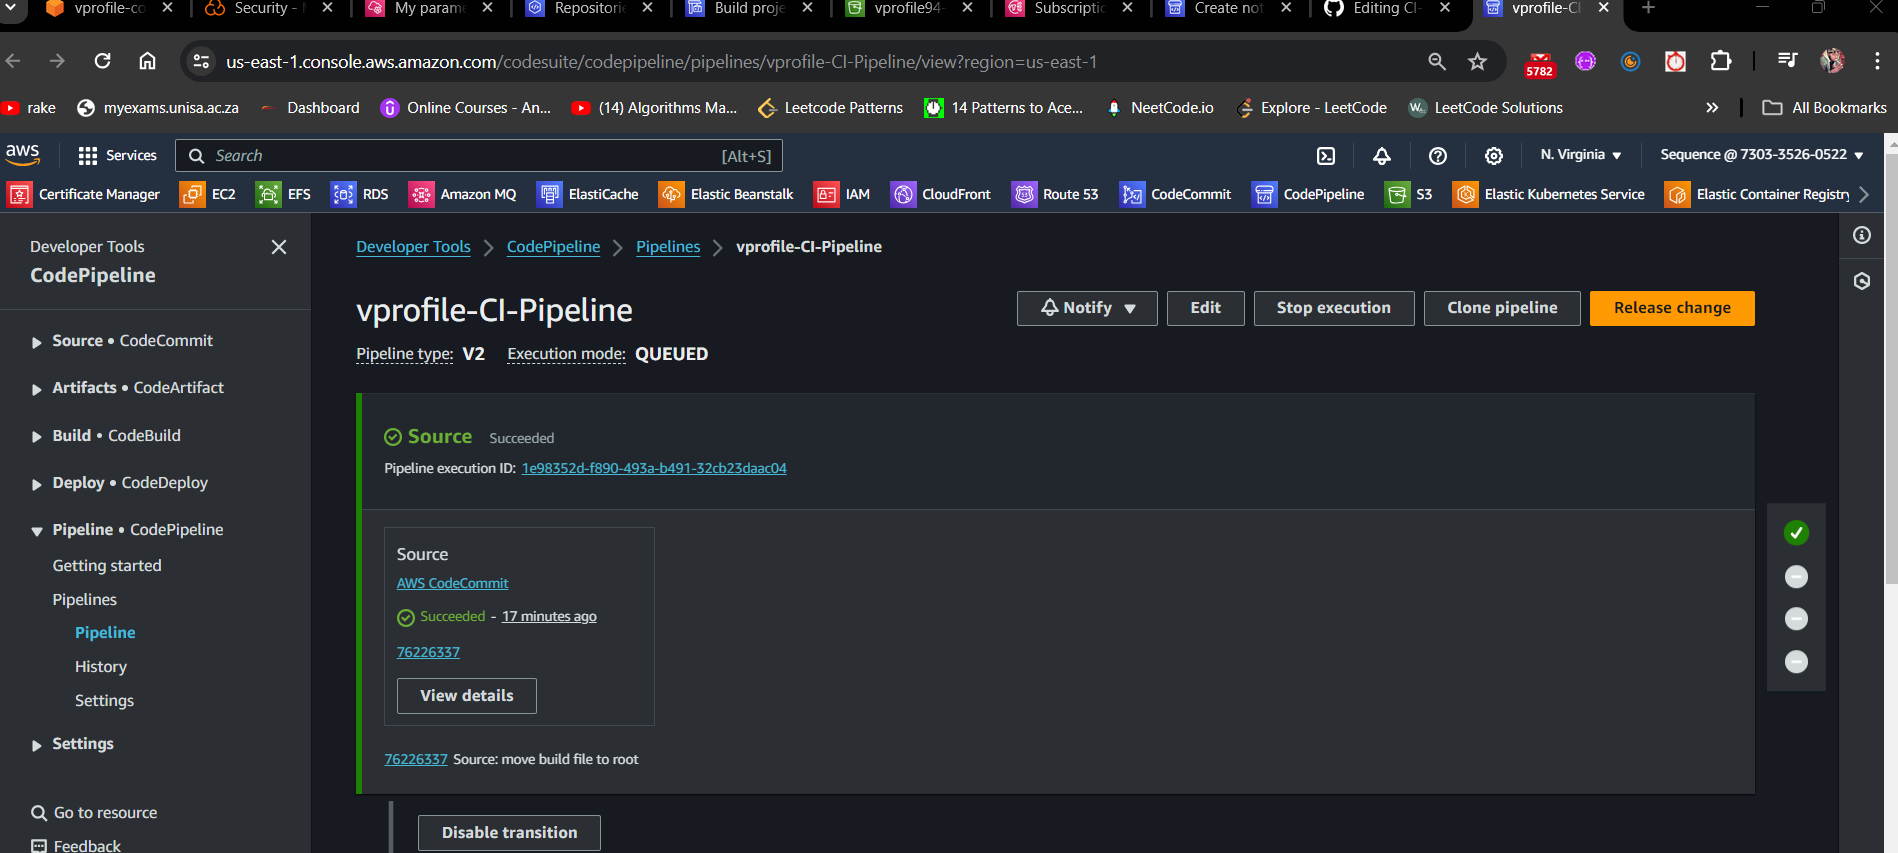 vprofile-co
Security -
My parame
Repositorie
Build proje
vprofile94-
Subscriptio
Create not
Editing CI-
vprofile-CI
us-east-1.console.aws.amazon.com/codesuite/codepipeline/pipelines/vprofile-CI-Pipeline/view?region=us-east-1
5782
rake
myexams.unisa.ac.za
Dashboard
Online Courses - An...
(14) Algorithms Ma...
Leetcode Patterns
14 Patterns to Ace...
NeetCode.io
Explore - LeetCode
LeetCode Solutions
All Bookmarks
aws
Services
Search
[Alt+S]
N. Virginia
Sequence @ 7303-3526-0522
Certificate Manager
EC2
EFS
RDS
Amazon MQ
ElastiCache
Elastic Beanstalk
IAM
CloudFront
Route 53
CodeCommit
CodePipeline
S3
Elastic Kubernetes Service
Elastic Container Registry
Developer Tools
CodePipeline
Source • CodeCommit
Artifacts • CodeArtifact
Build • CodeBuild
Deploy • CodeDeploy
Pipeline • CodePipeline
Getting started
Pipelines
Pipeline
History
Settings
Settings
Go to resource
Feedback
Developer Tools
CodePipeline
Pipelines
vprofile-CI-Pipeline
vprofile-CI-Pipeline
Notify
Edit
Stop execution
Clone pipeline
Release change
Pipeline type: V2
Execution mode: QUEUED
Source Succeeded
Pipeline execution ID: 1e98352d-f890-493a-b491-32cb23daac04
Source
AWS CodeCommit
Succeeded - 17 minutes ago
76226337
View details
76226337 Source: move build file to root
Disable transition